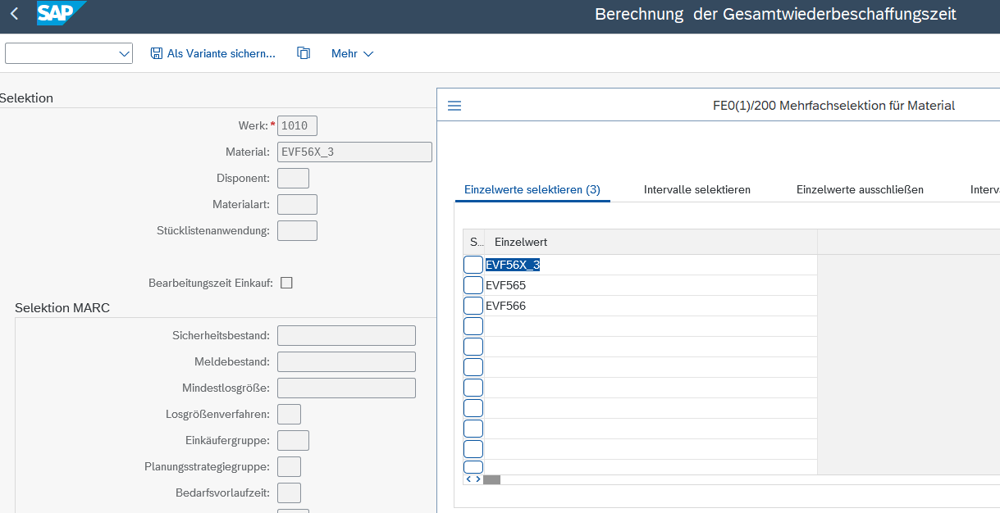 SAP
Berechnung der Gesamtwiederbeschaffungszeit
Als Variante sichern...
Mehr
Selektion
Werk:* 1010
Material: EVF56X_3
Disponent:
Materialart:
Stücklistenanwendung:
Bearbeitungszeit Einkauf:
Selektion MARC
Sicherheitsbestand:
Meldebestand:
Mindestlosgröße:
Losgrößenverfahren:
Einkäufergruppe:
Planungsstrategiegruppe:
Bedarfsvorlaufzeit:
FE0(1)/200 Mehrfachselektion für Material
Einzelwerte selektieren (3)
Intervalle selektieren
Einzelwerte ausschließen
Interv
S... Einzelwert
EVF56X_3
EVF565
EVF566